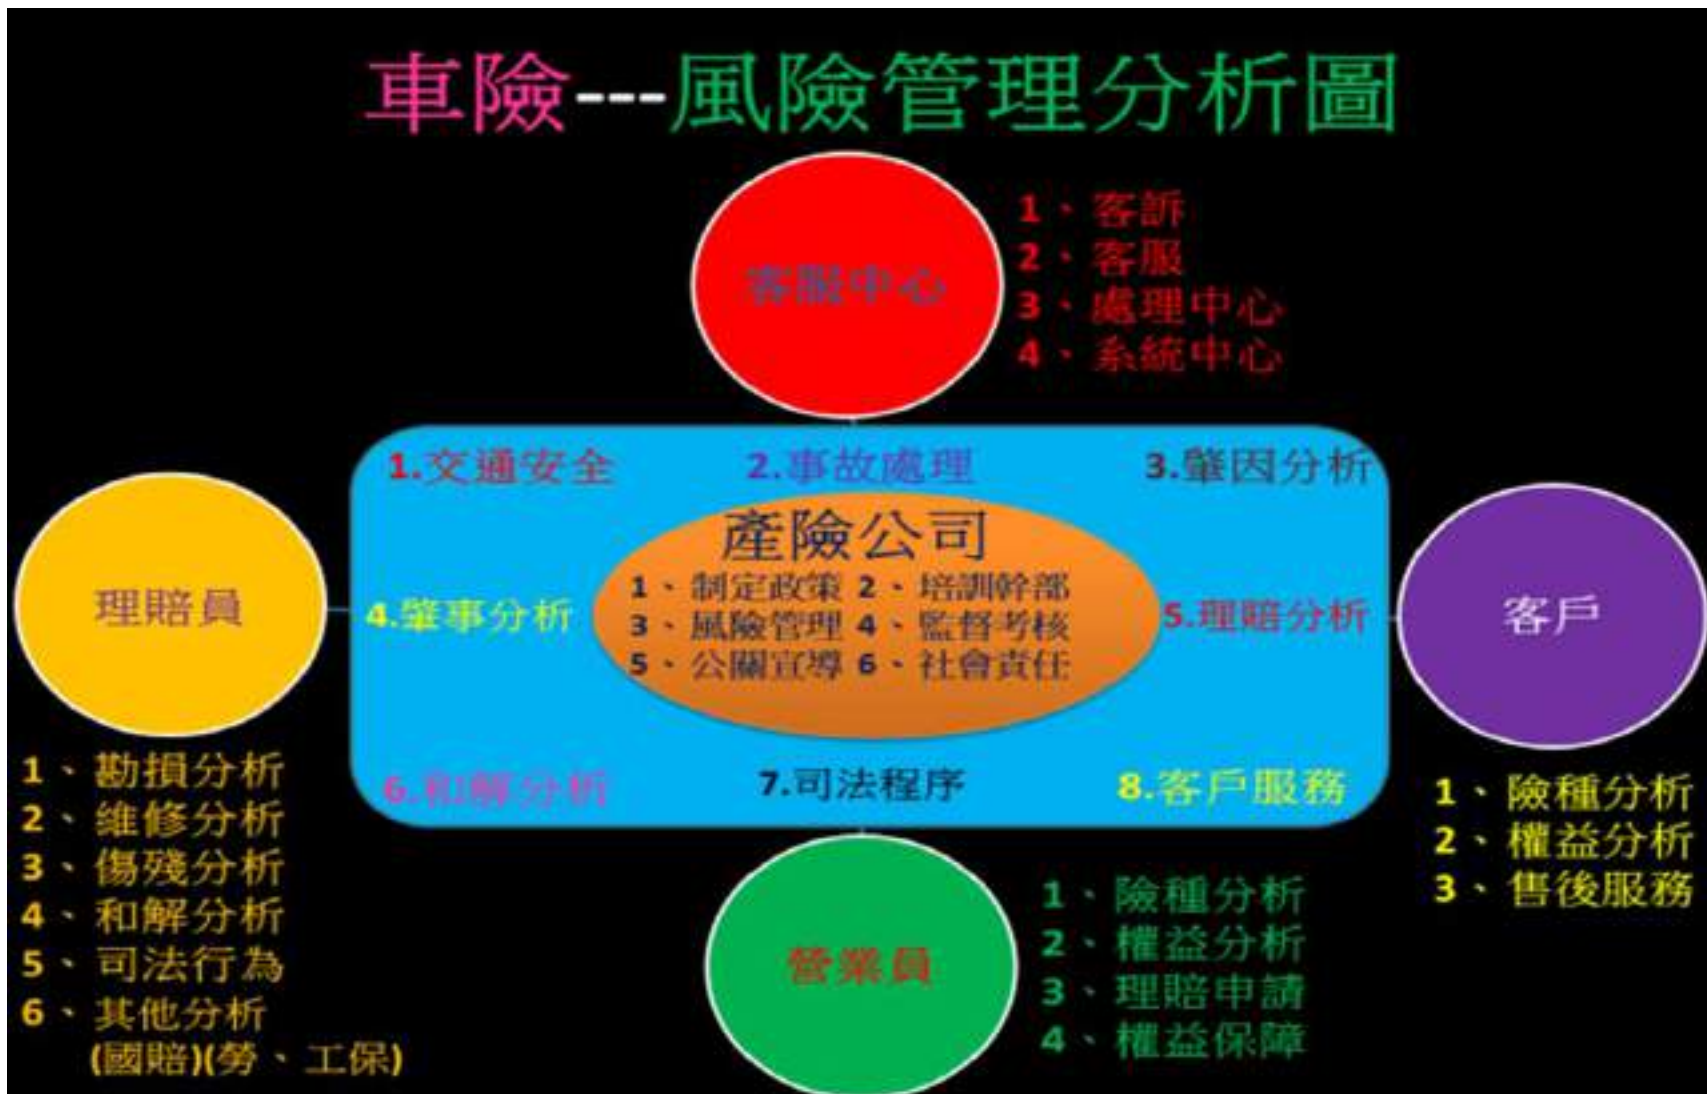 車險---風險管理分析圖
客服中心
1、客訴
2、客服
3、處理中心
4、系統中心
1.交通安全
2.事故處理
3.肇因分析
4.肇事分析
5.理賠分析
6.和解分析
7.司法程序
8.客戶服務
產險公司
1、制定政策 2、培訓幹部
3、風險管理 4、監督考核
5、公關宣導 6、社會責任
理賠員
1、勘損分析
2、維修分析
3、傷殘分析
4、和解分析
5、司法行為
6、其他分析
(國賠)(勞、工保)
客戶
1、險種分析
2、權益分析
3、售後服務
營業員
1、險種分析
2、權益分析
3、理賠申請
4、權益保障